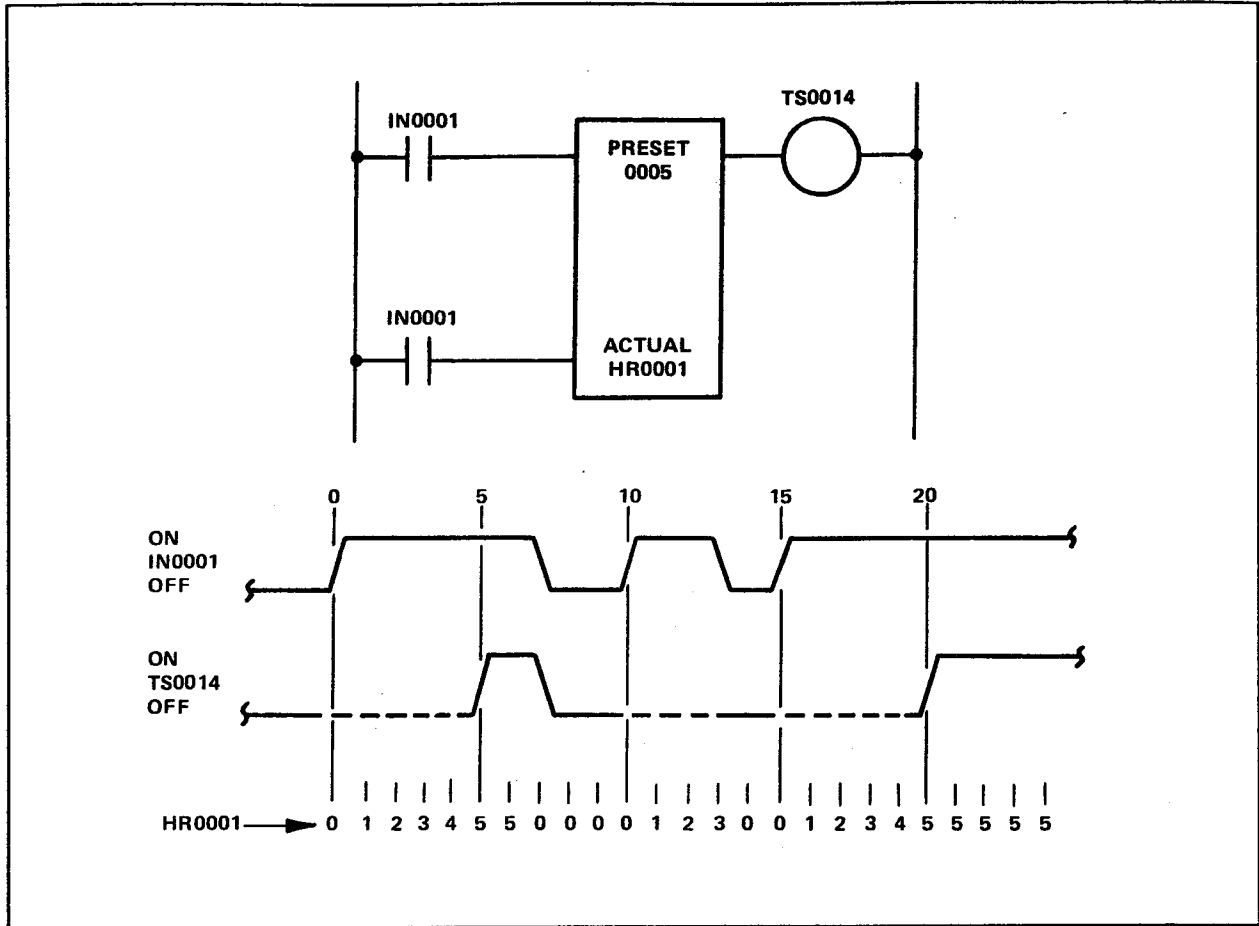 TS0014
IN0001
PRESET
0005
IN0001
ACTUAL
HR0001
0 5 10 15 20
ON
IN0001
OFF
ON
TS0014
OFF
HR0001 0 1 2 3 4 5 5 0 0 0 0 1 2 3 0 0 1 2 3 4 5 5 5 5 5